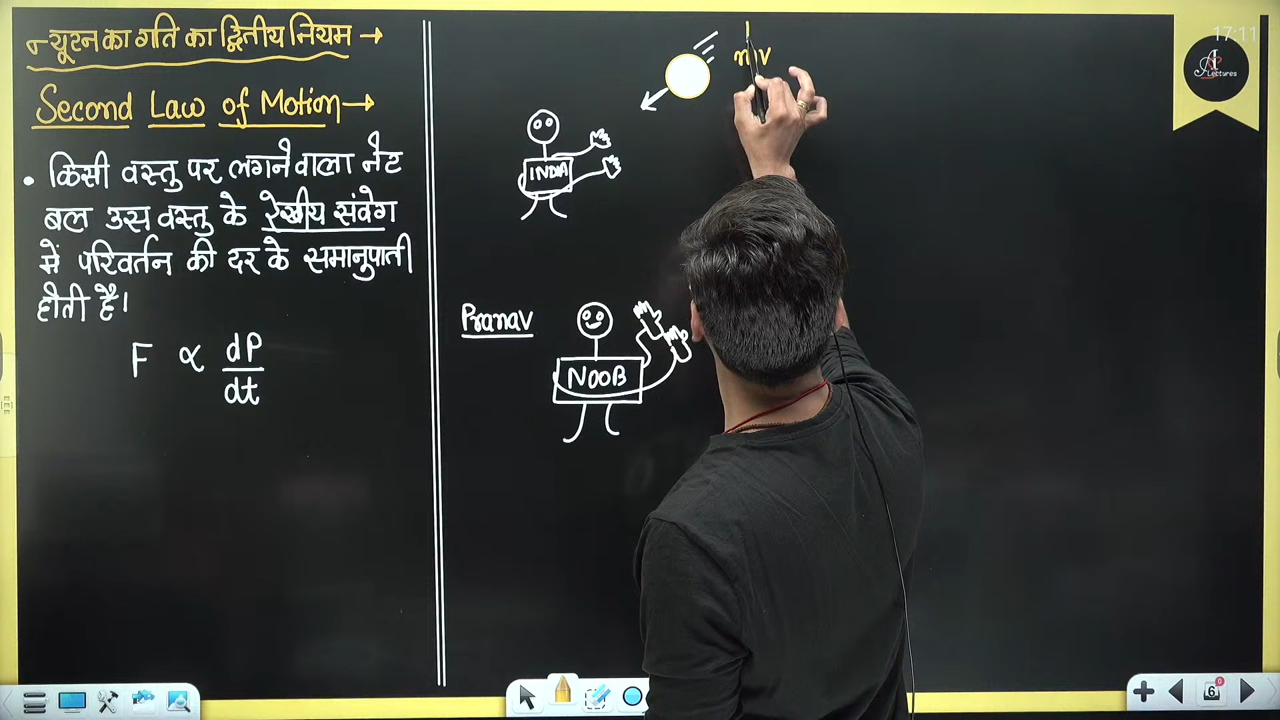 न्यूटन का गति का द्वितीय नियम →
Second Law of Motion →
• किसी वस्तु पर लगने वाला नेट
बल उस वस्तु के रेखीय संवेग
में परिवर्तन की दर के समानुपाती
होती है।
F ∝ dP/dt
m v
INDIA
Pranav
NOOB
17:11
Lectures
6
0